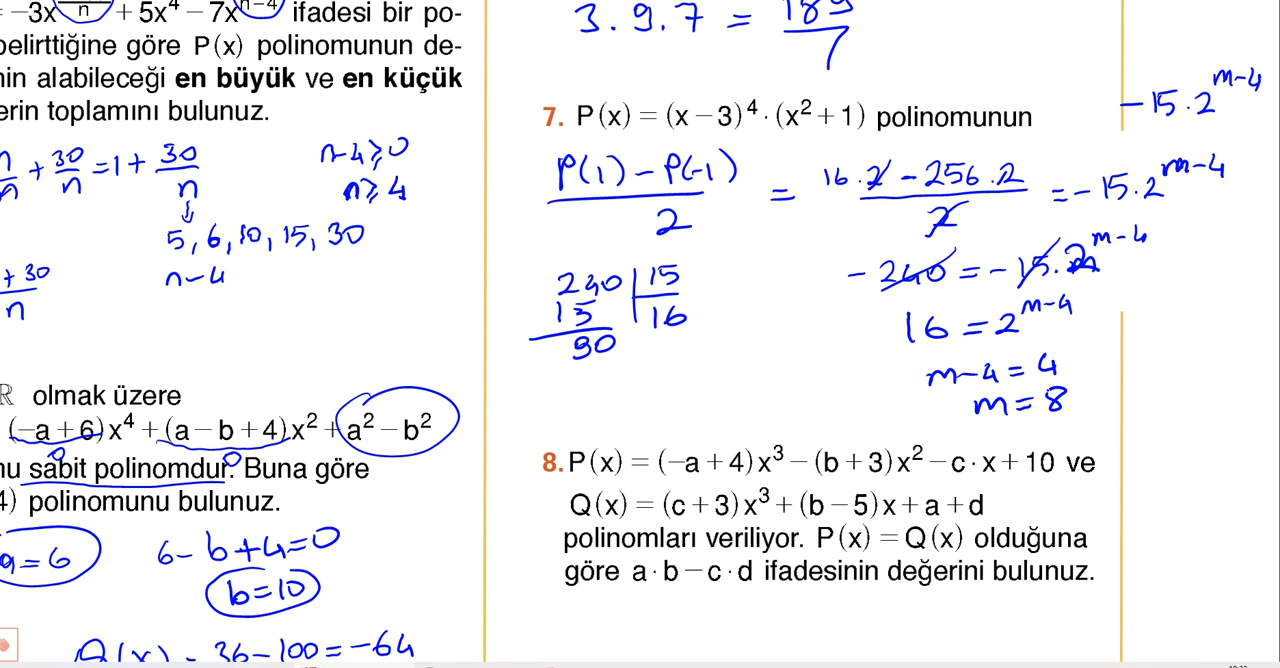 = −3x^n + 5x⁴ − 7x^(n−4) ifadesi bir po-
belirttiğine göre P(x) polinomunun de-
alabileceği en büyük ve en küçük
toplamını bulunuz.
n/n + 30/n = 1 + 30/n
n−4 ⩾ 0
n ⩾ 4
5, 6, 10, 15, 30
+ 30/n
n−4
ℝ olmak üzere
(−a + 6)x⁴ + (a − b + 4)x² + a² − b²
0 0
sabit polinomdur. Buna göre
4) polinomunu bulunuz.
a = 6
6 − b + 4 = 0
b = 10
Q(x) = 36 − 100 = −64
3.9.7 = 189/7
7. P(x) = (x − 3)⁴ · (x² + 1) polinomunun
−15.2^(m−4)
(P(1) − P(−1))/2 = (16.2 − 256.2)/2 = −15.2^(m−4)
240 | 15
15 | 16
90
−240 = −15.2^(m−4)
16 = 2^(m−4)
m−4 = 4
m = 8
8. P(x) = (−a + 4)x³ − (b + 3)x² − c · x + 10 ve
Q(x) = (c + 3)x³ + (b − 5)x + a + d
polinomları veriliyor. P(x) = Q(x) olduğuna
göre a · b − c · d ifadesinin değerini bulunuz.